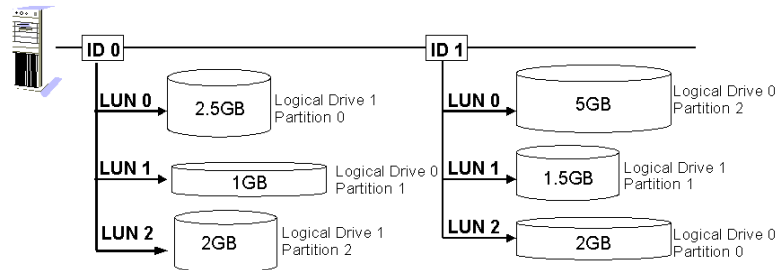 ID 0
LUN 0
2.5GB
Logical Drive 1
Partition 0
LUN 1
1GB
Logical Drive 0
Partition 1
LUN 2
2GB
Logical Drive 1
Partition 2
ID 1
LUN 0
5GB
Logical Drive 0
Partition 2
LUN 1
1.5GB
Logical Drive 1
Partition 1
LUN 2
2GB
Logical Drive 0
Partition 0